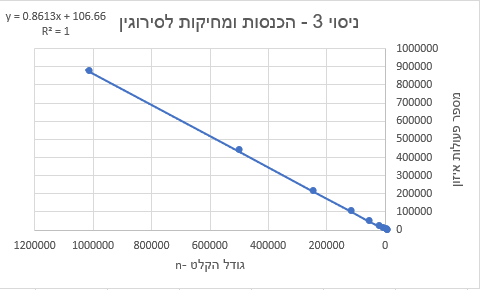 ניסוי 3 - הכנסות ומחיקות לסירוגין
y = 0.8613x + 106.66
R² = 1
1000000
900000
800000
700000
600000
500000
400000
300000
200000
100000
0
מספר פעולות איזון
1200000 1000000 800000 600000 400000 200000 0
גודל הקלט -n